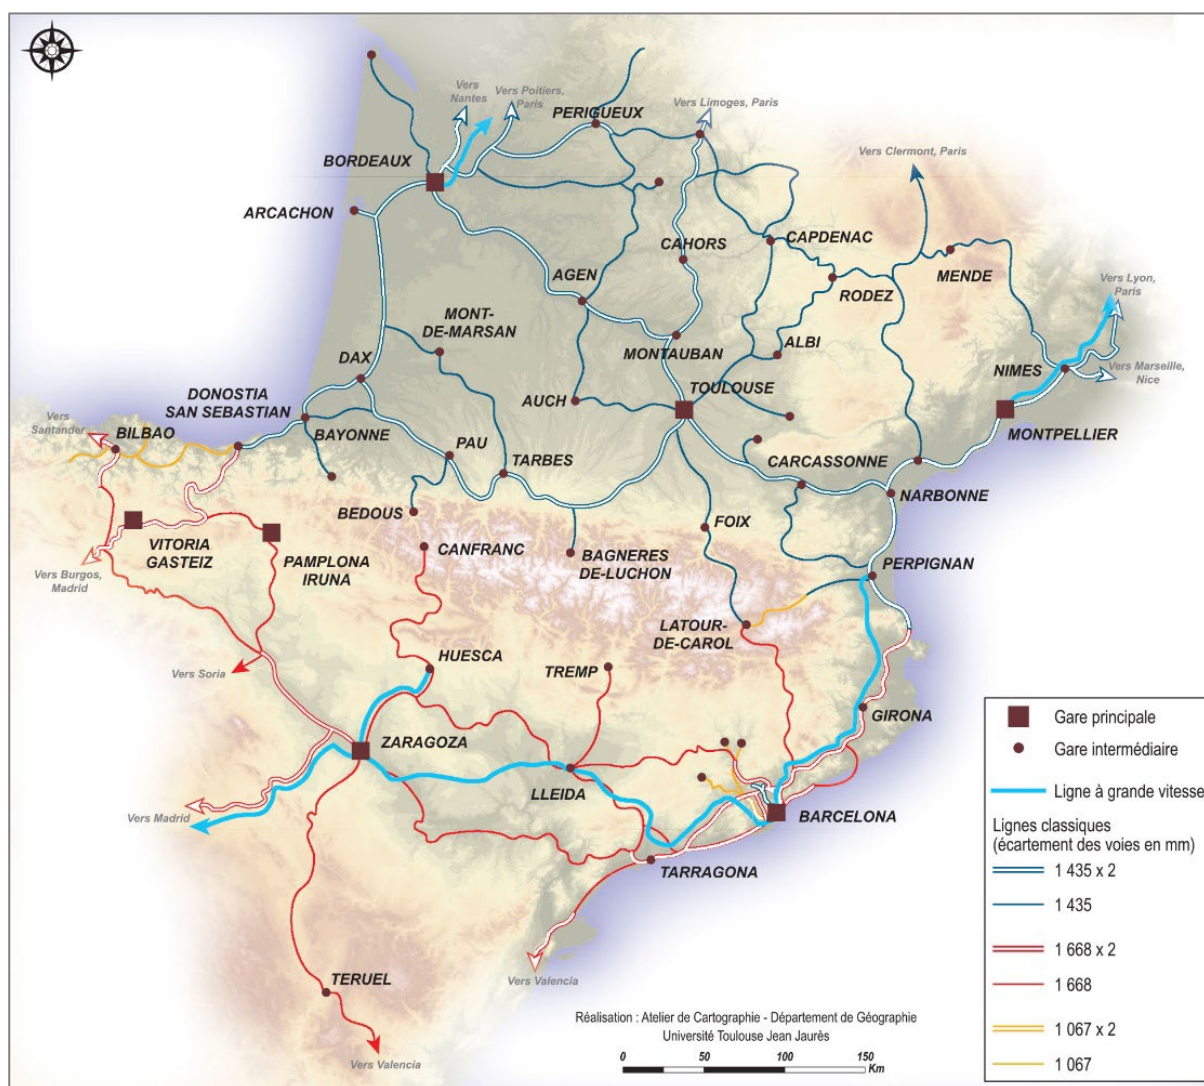 Vers
Nantes
Vers Poitiers,
Paris
PERIGUEUX
Vers Limoges, Paris
BORDEAUX
Vers Clermont, Paris
ARCACHON
CAHORS
CAPDENAC
AGEN
RODEZ
MENDE
Vers Lyon,
Paris
MONT-
DE-MARSAN
MONTAUBAN
ALBI
DAX
NIMES
Vers Marseille,
Nice
DONOSTIA
SAN SEBASTIAN
AUCH
TOULOUSE
Vers
Santander
BILBAO
BAYONNE
PAU
TARBES
CARCASSONNE
MONTPELLIER
NARBONNE
BEDOUS
FOIX
VITORIA
GASTEIZ
PAMPLONA
IRUNA
CANFRANC
BAGNERES
DE-LUCHON
PERPIGNAN
Vers Burgos,
Madrid
LATOUR-
DE-CAROL
HUESCA
TREMP
Vers Soria
GIRONA
ZARAGOZA
LLEIDA
BARCELONA
Vers Madrid
TARRAGONA
Vers Valencia
TERUEL
Vers Valencia
Réalisation : Atelier de Cartographie - Département de Géographie
Université Toulouse Jean Jaurès
0 50 100 150
Km
Gare principale
Gare intermédiaire
Ligne à grande vitesse
Lignes classiques
(écartement des voies en mm)
1 435 x 2
1 435
1 668 x 2
1 668
1 067 x 2
1 067